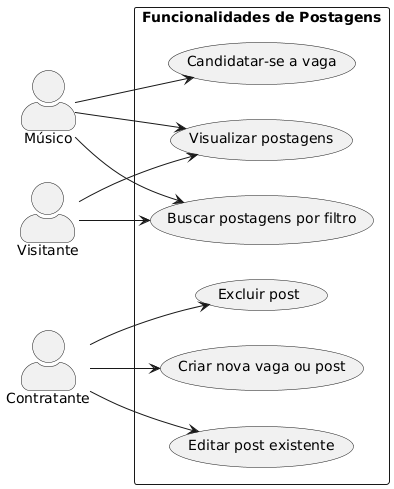 Funcionalidades de Postagens
Candidatar-se a vaga
Músico
Visualizar postagens
Buscar postagens por filtro
Visitante
Excluir post
Criar nova vaga ou post
Contratante
Editar post existente